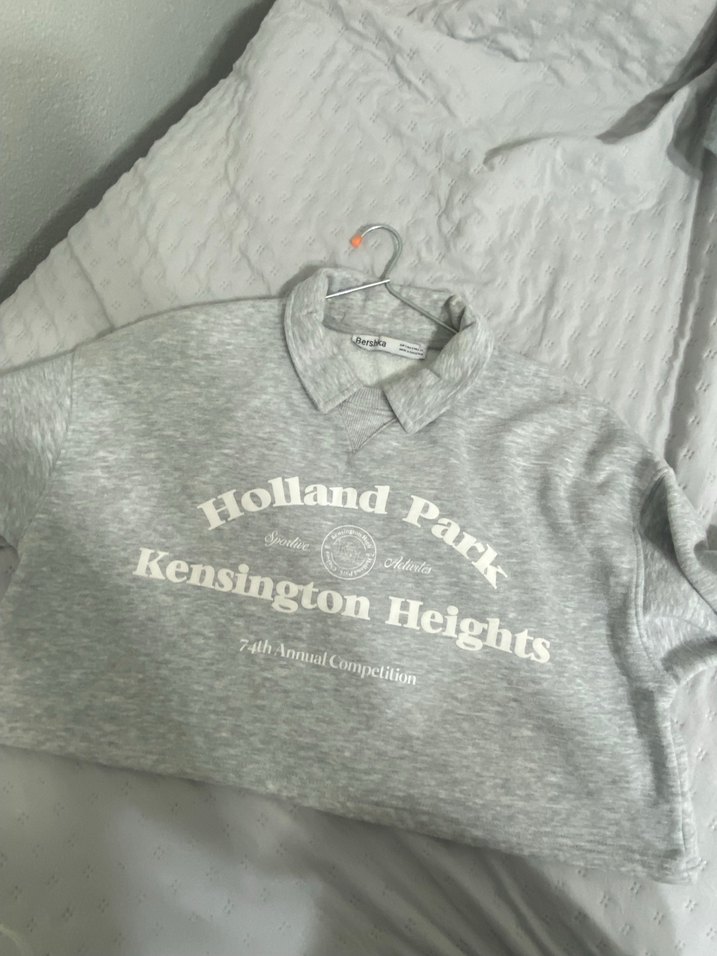 Bershka
Holland Park
Sportive Activites
Kensington Heights
74th Annual Competition